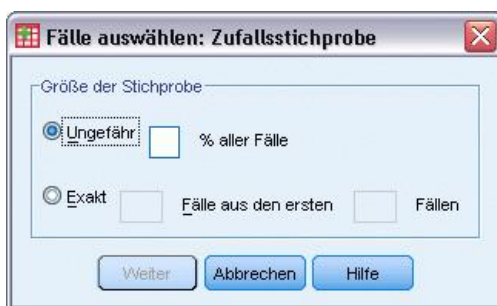 Fälle auswählen: Zufallsstichprobe
Größe der Stichprobe
Ungefähr % aller Fälle
Exakt Fälle aus den ersten Fällen
Weiter Abbrechen Hilfe